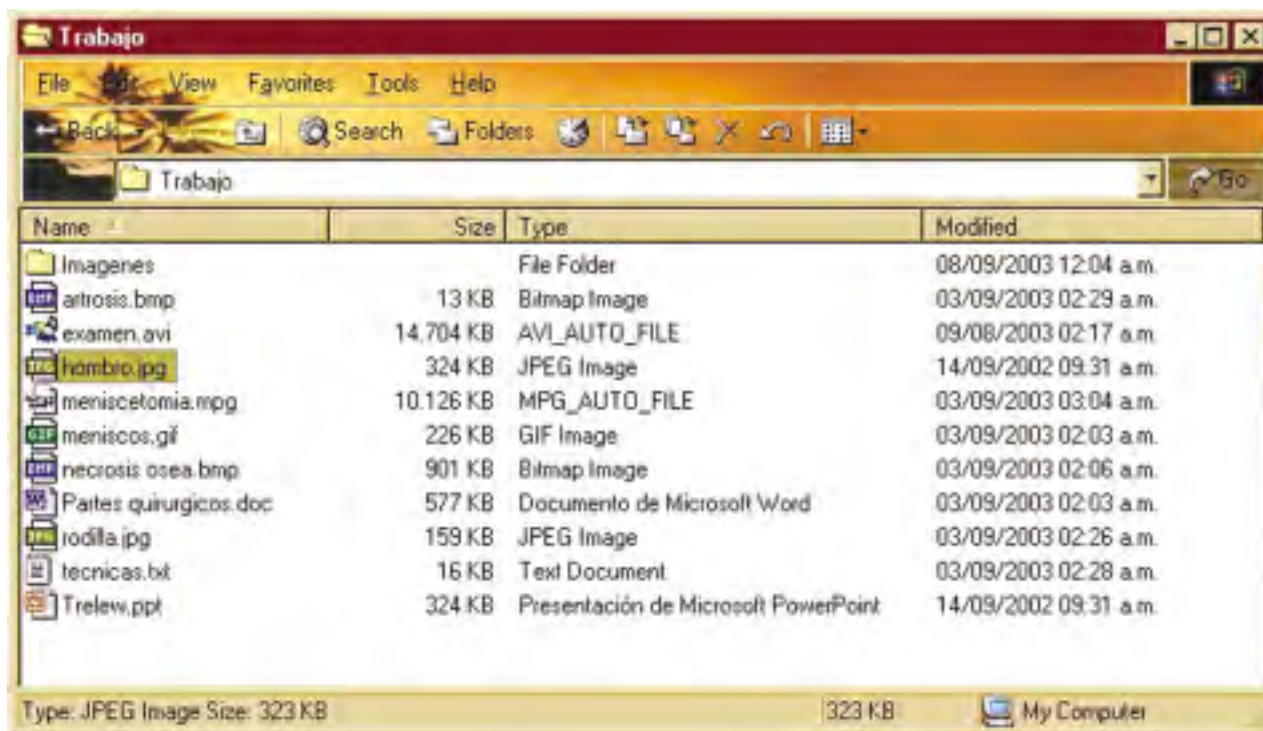 Trabajo
File Edit View Favorites Tools Help
Back Search Folders
Trabajo Go
Name Size Type Modified
Imagenes File Folder 08/09/2003 12:04 a.m.
artrosis.bmp 13 KB Bitmap Image 03/09/2003 02:29 a.m.
examen.avi 14.704 KB AVI_AUTO_FILE 09/08/2003 02:17 a.m.
hombro.jpg 324 KB JPEG Image 14/09/2002 09:31 a.m.
meniscetomia.mpg 10.126 KB MPG_AUTO_FILE 03/09/2003 03:04 a.m.
meniscos.gif 226 KB GIF Image 03/09/2003 02:03 a.m.
necrosis osea.bmp 901 KB Bitmap Image 03/09/2003 02:06 a.m.
Partes quirurgicos.doc 577 KB Documento de Microsoft Word 03/09/2003 02:03 a.m.
rodilla.jpg 159 KB JPEG Image 03/09/2003 02:26 a.m.
tecnicas.txt 16 KB Text Document 03/09/2003 02:28 a.m.
Trelew.ppt 324 KB Presentación de Microsoft PowerPoint 14/09/2002 09:31 a.m.
Type: JPEG Image Size: 323 KB 323 KB My Computer